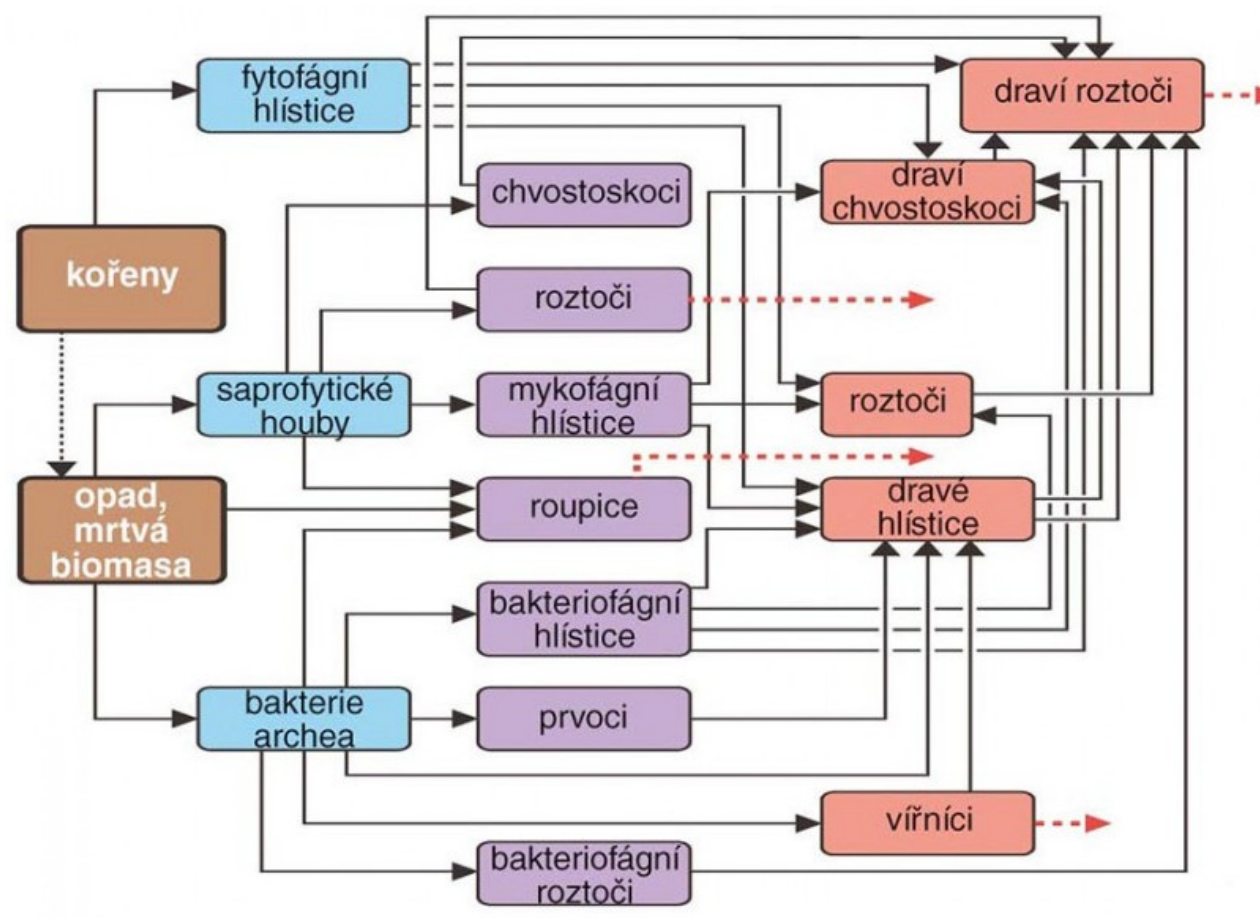 fytofágní
hlístice
draví roztoči
chvostoskoci
draví
chvostoskoci
kořeny
roztoči
saprofytické
houby
mykofágní
hlístice
roztoči
opad,
mrtvá
biomasa
roupice
dravé
hlístice
bakteriofágní
hlístice
bakterie
archea
prvoci
vířníci
bakteriofágní
roztoči